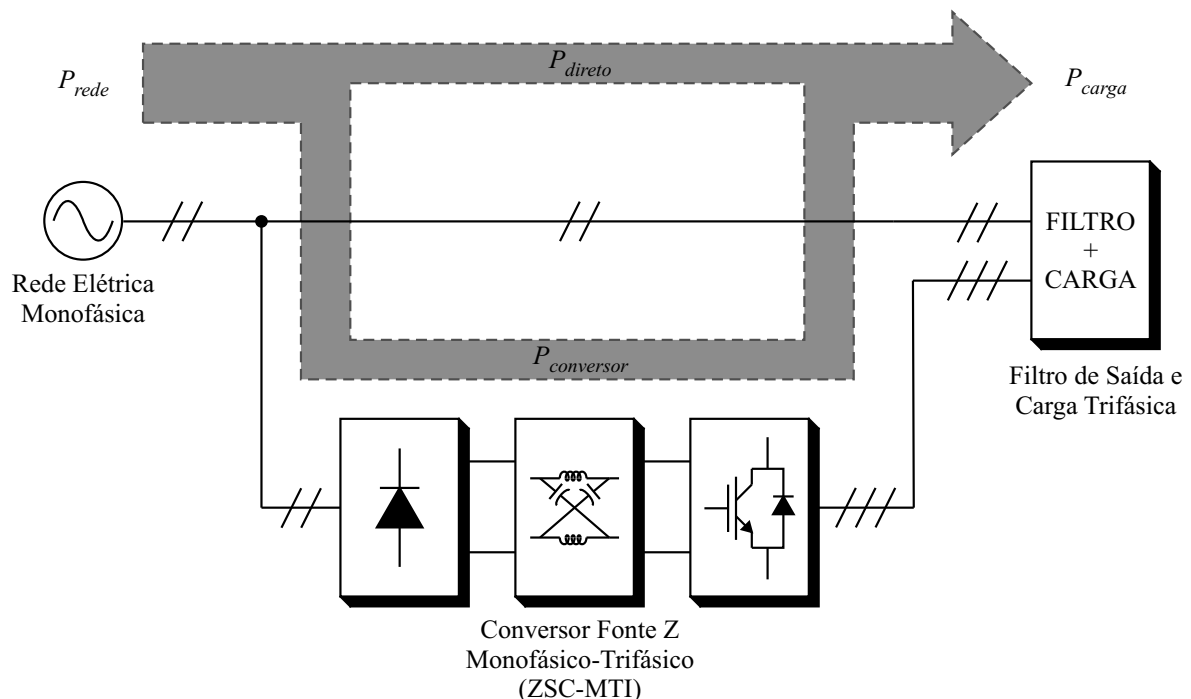 P_direto
P_rede
P_carga
FILTRO
+
CARGA
Rede Elétrica
Monofásica
P_conversor
Filtro de Saída e
Carga Trifásica
Conversor Fonte Z
Monofásico-Trifásico
(ZSC-MTI)